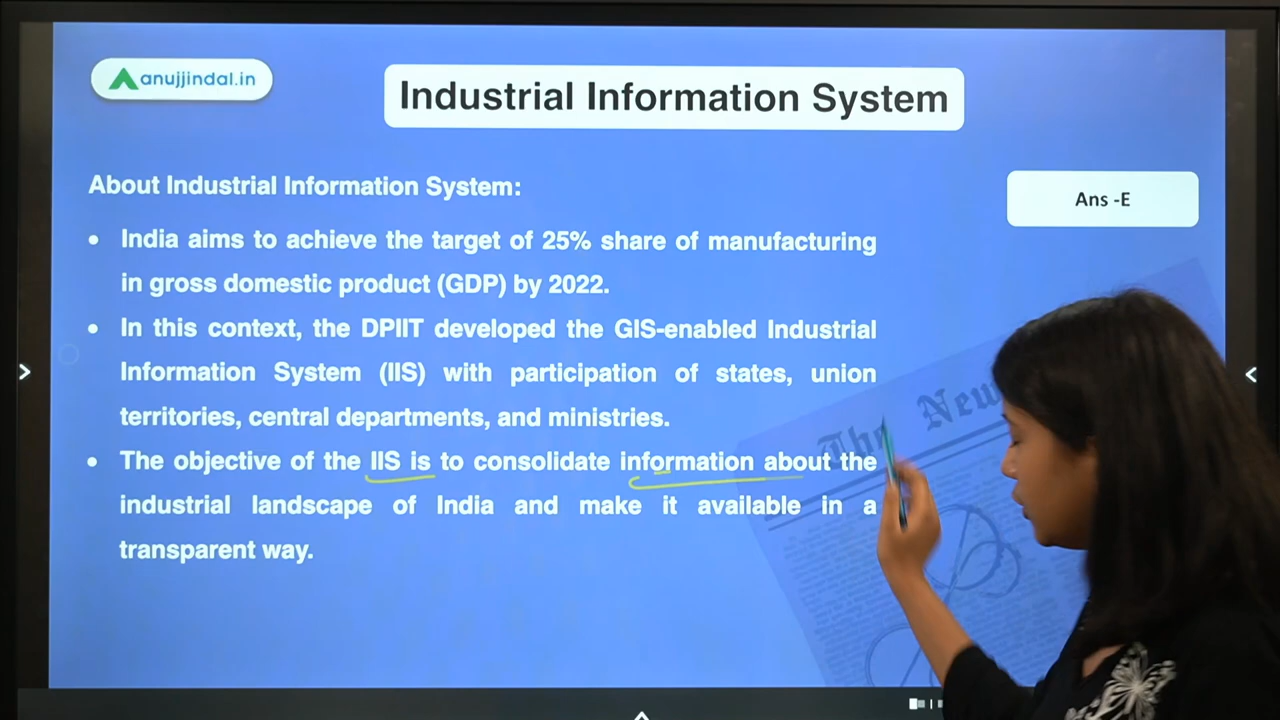 anujjindal.in
Industrial Information System
About Industrial Information System:
Ans -E
• India aims to achieve the target of 25% share of manufacturing
in gross domestic product (GDP) by 2022.
• In this context, the DPIIT developed the GIS-enabled Industrial
Information System (IIS) with participation of states, union
territories, central departments, and ministries.
• The objective of the IIS is to consolidate information about the
industrial landscape of India and make it available in a
transparent way.
The New